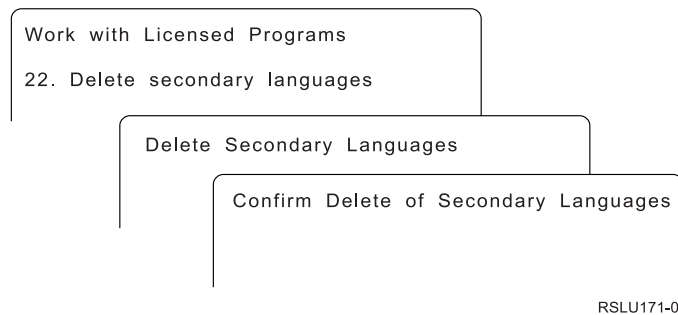 Work with Licensed Programs
22. Delete secondary languages
Delete Secondary Languages
Confirm Delete of Secondary Languages
RSLU171-0